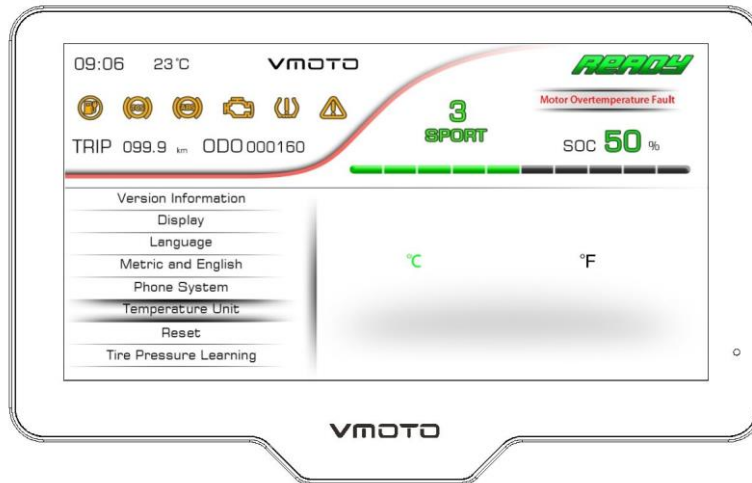 09:06 23°C VMOTO READY
Motor Overtemperature Fault
3
SPORT
TRIP 099.9 km ODO 000160
SOC 50 %
Version Information
Display
Language
Metric and English
Phone System
Temperature Unit
Reset
Tire Pressure Learning
°C °F
VMOTO